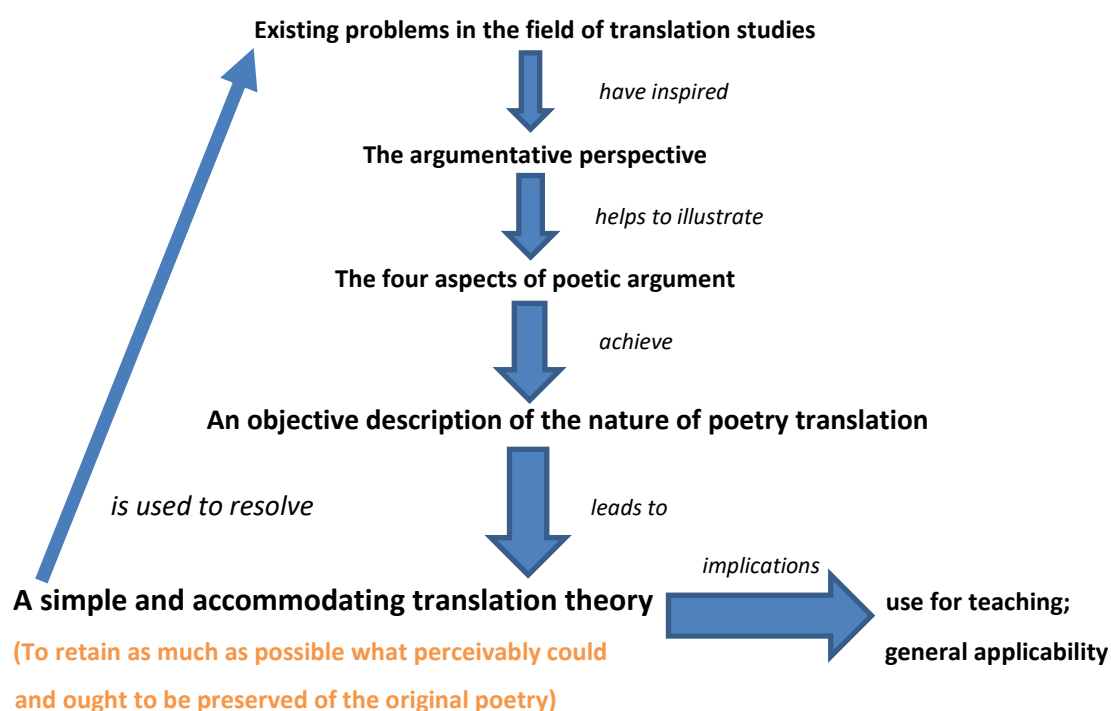 Existing problems in the field of translation studies
have inspired
The argumentative perspective
helps to illustrate
The four aspects of poetic argument
achieve
An objective description of the nature of poetry translation
is used to resolve
leads to
implications
A simple and accommodating translation theory
(To retain as much as possible what perceivably could
and ought to be preserved of the original poetry)
use for teaching;
general applicability